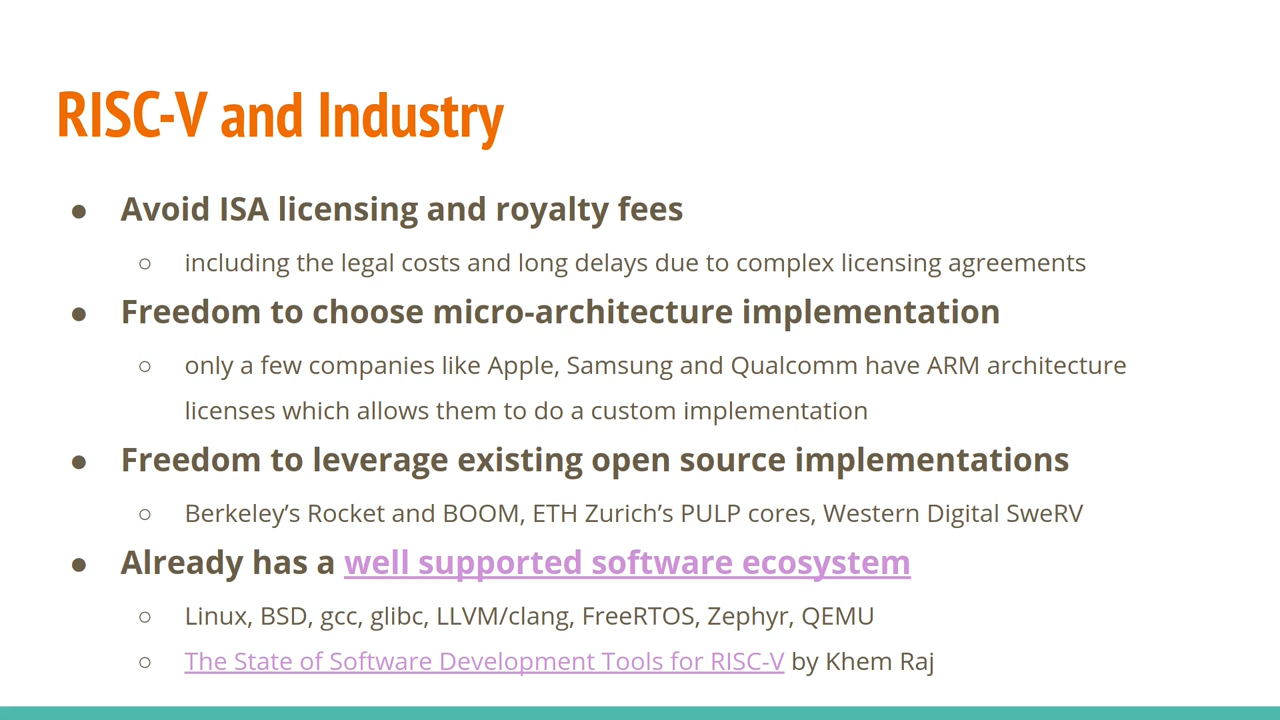 RISC-V and Industry
● Avoid ISA licensing and royalty fees
○ including the legal costs and long delays due to complex licensing agreements
● Freedom to choose micro-architecture implementation
○ only a few companies like Apple, Samsung and Qualcomm have ARM architecture
licenses which allows them to do a custom implementation
● Freedom to leverage existing open source implementations
○ Berkeley’s Rocket and BOOM, ETH Zurich’s PULP cores, Western Digital SweRV
● Already has a well supported software ecosystem
○ Linux, BSD, gcc, glibc, LLVM/clang, FreeRTOS, Zephyr, QEMU
○ The State of Software Development Tools for RISC-V by Khem Raj